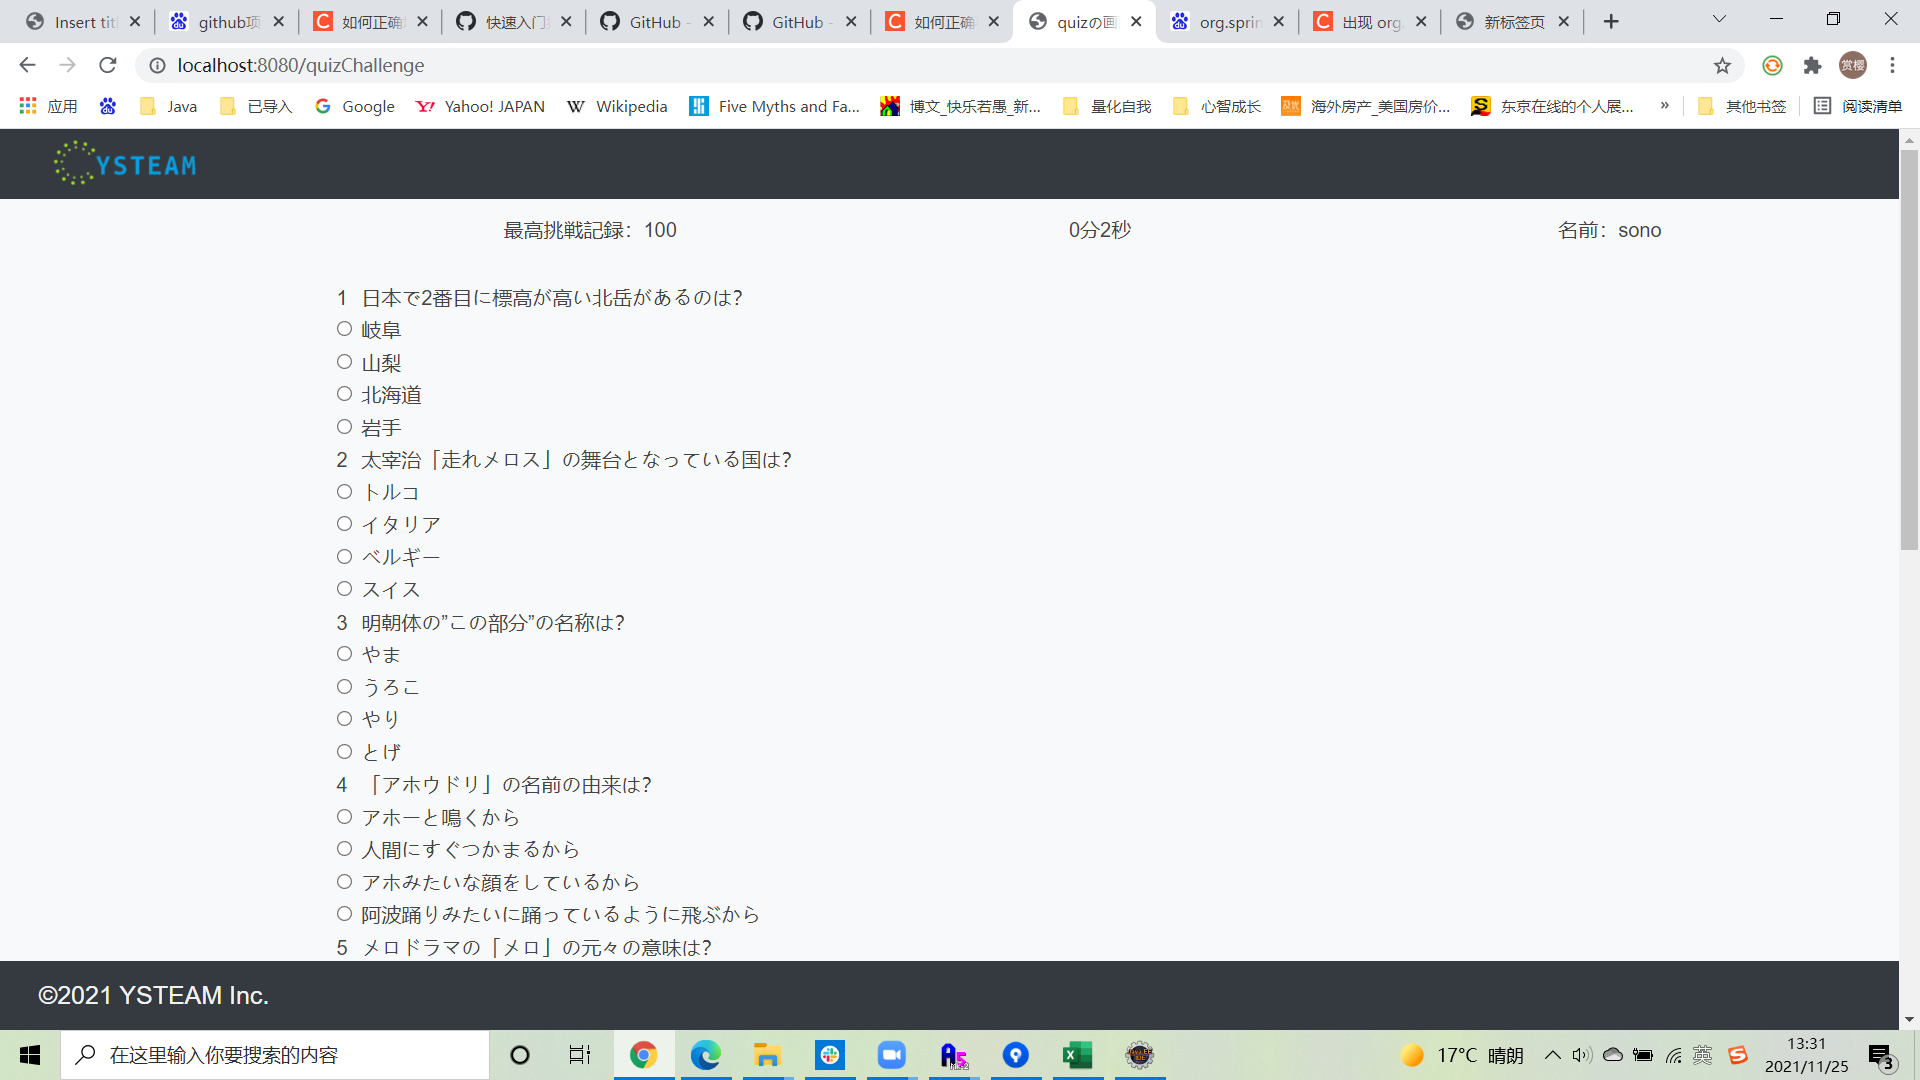 Insert tit
github项
如何正确
快速入门
GitHub -
GitHub -
如何正确
quizの画
org.sprin
出现 org.
新标签页
localhost:8080/quizChallenge
赏樱
应用
Java
已导入
Google
Yahoo! JAPAN
Wikipedia
Five Myths and Fa...
博文_快乐若愚_新...
量化自我
心智成长
海外房产_美国房价...
东京在线的个人展...
»
其他书签
阅读清单
YSTEAM
最高挑戦記録：100
0分2秒
名前：sono
1 日本で2番目に標高が高い北岳があるのは?
岐阜
山梨
北海道
岩手
2 太宰治「走れメロス」の舞台となっている国は?
トルコ
イタリア
ベルギー
スイス
3 明朝体の”この部分”の名称は?
やま
うろこ
やり
とげ
4 「アホウドリ」の名前の由来は?
アホーと鳴くから
人間にすぐつかまるから
アホみたいな顔をしているから
阿波踊りみたいに踊っているように飛ぶから
5 メロドラマの「メロ」の元々の意味は?
©2021 YSTEAM Inc.
在这里输入你要搜索的内容
17°C 晴朗
英
13:31
2021/11/25
3